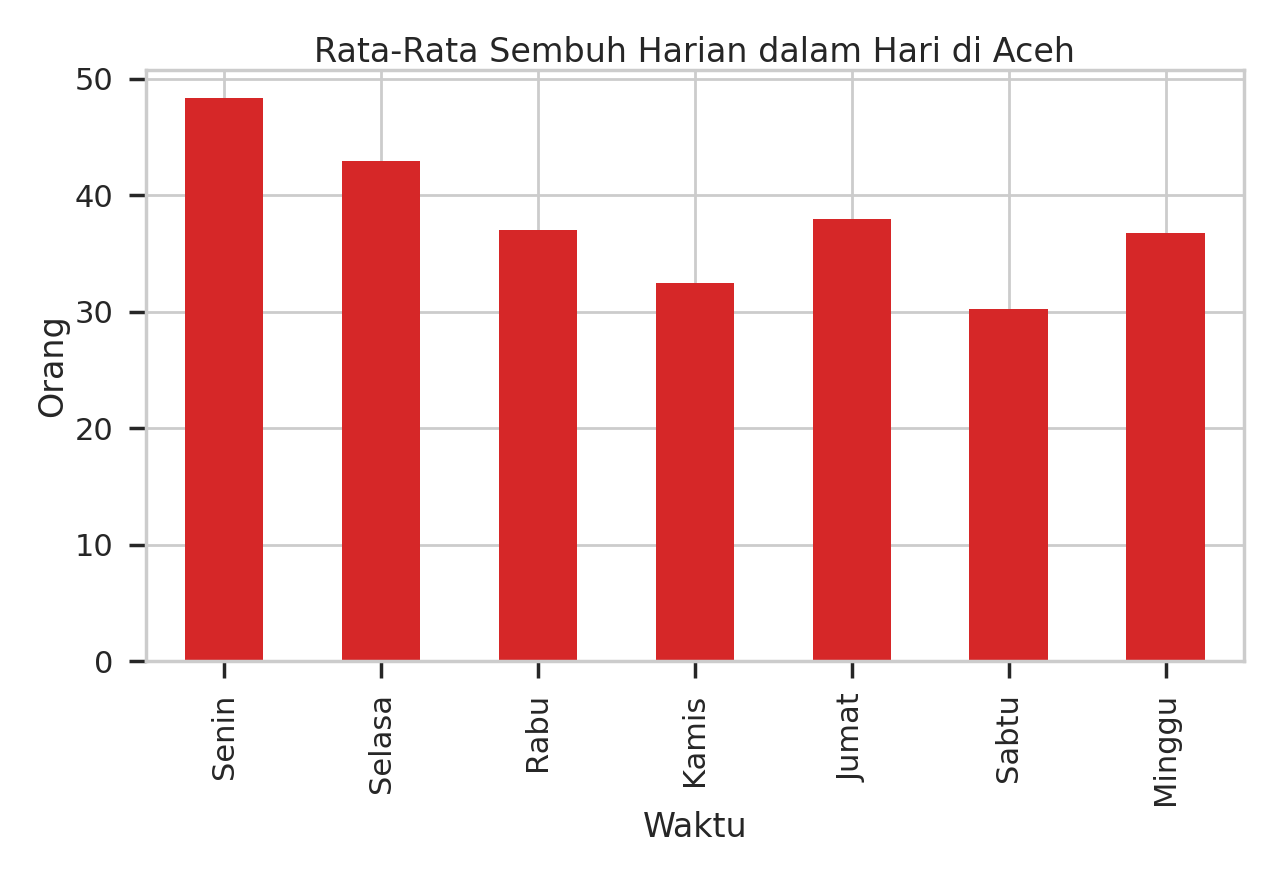 Rata-Rata Sembuh Harian dalam Hari di Aceh
50
40
30
20
10
0
Orang
Senin
Selasa
Rabu
Kamis
Jumat
Sabtu
Minggu
Waktu